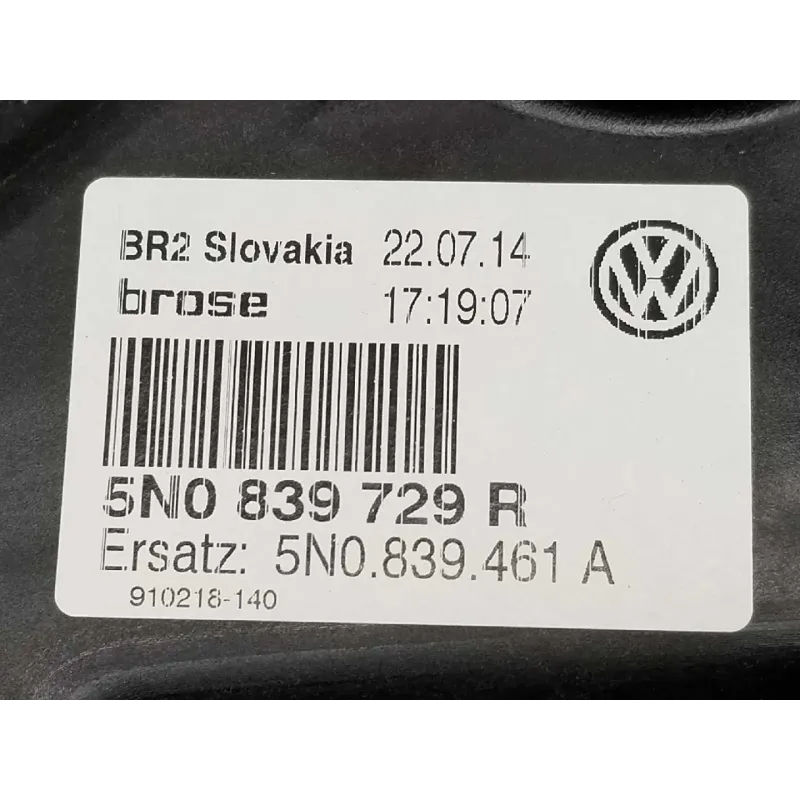 BR2 Slovakia 22.07.14
brose 17:19:07
5N0 839 729 R
Ersatz: 5N0.839.461 A
910218-140